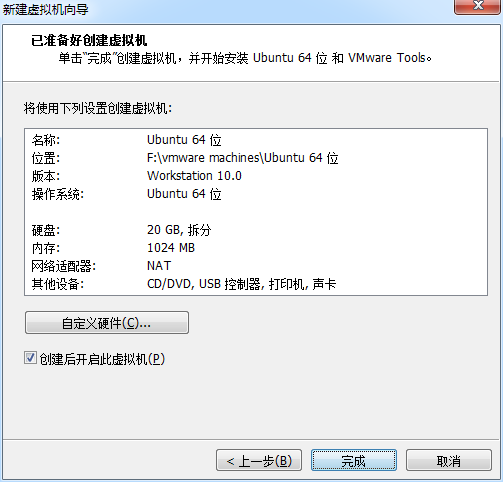 新建虚拟机向导
已准备好创建虚拟机
单击“完成”创建虚拟机，并开始安装 Ubuntu 64 位 和 VMware Tools。
将使用下列设置创建虚拟机:
名称: Ubuntu 64 位
位置: F:\vmware machines\Ubuntu 64 位
版本: Workstation 10.0
操作系统: Ubuntu 64 位
硬盘: 20 GB, 拆分
内存: 1024 MB
网络适配器: NAT
其他设备: CD/DVD, USB 控制器, 打印机, 声卡
自定义硬件(C)...
创建后开启此虚拟机(P)
< 上一步(B) 完成 取消